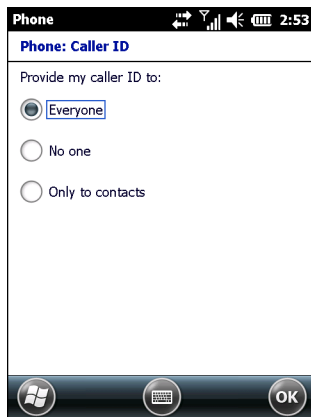 Phone 2:53
Phone: Caller ID
Provide my caller ID to:
Everyone
No one
Only to contacts
OK